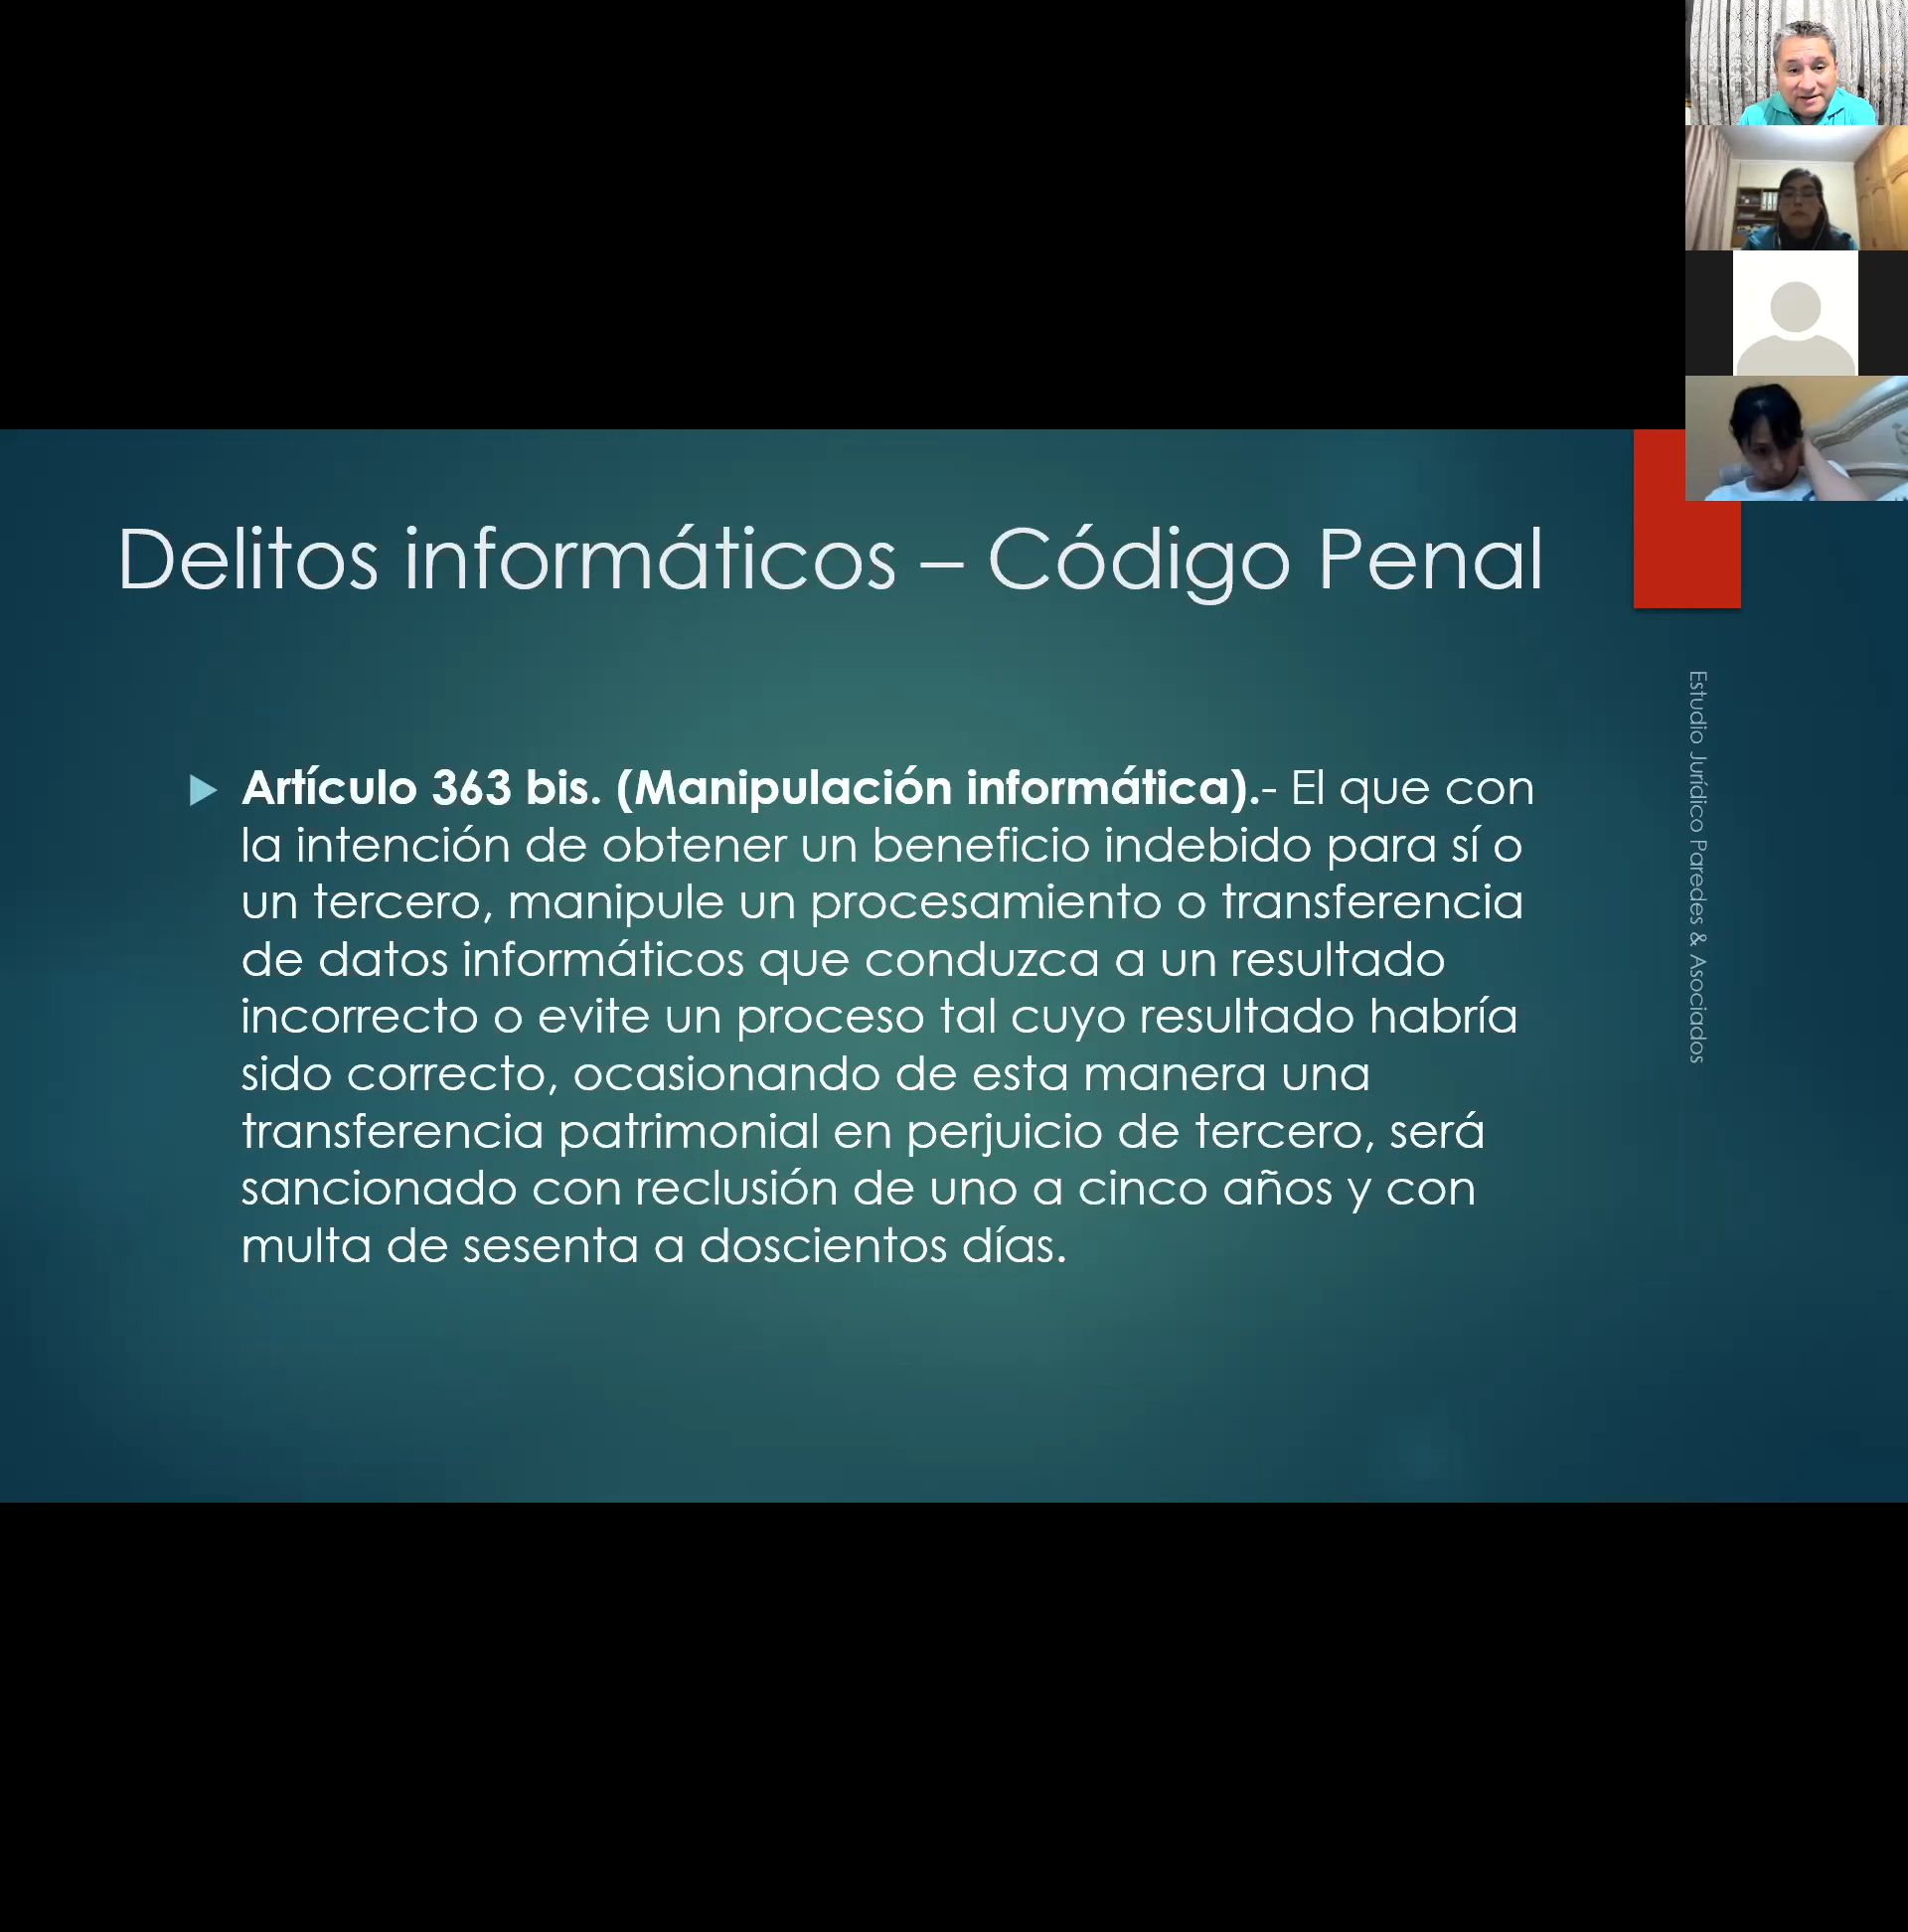 Delitos informáticos – Código Penal
Artículo 363 bis. (Manipulación informática).- El que con
la intención de obtener un beneficio indebido para sí o
un tercero, manipule un procesamiento o transferencia
de datos informáticos que conduzca a un resultado
incorrecto o evite un proceso tal cuyo resultado habría
sido correcto, ocasionando de esta manera una
transferencia patrimonial en perjuicio de tercero, será
sancionado con reclusión de uno a cinco años y con
multa de sesenta a doscientos días.
Estudio Jurídico Paredes & Asociados